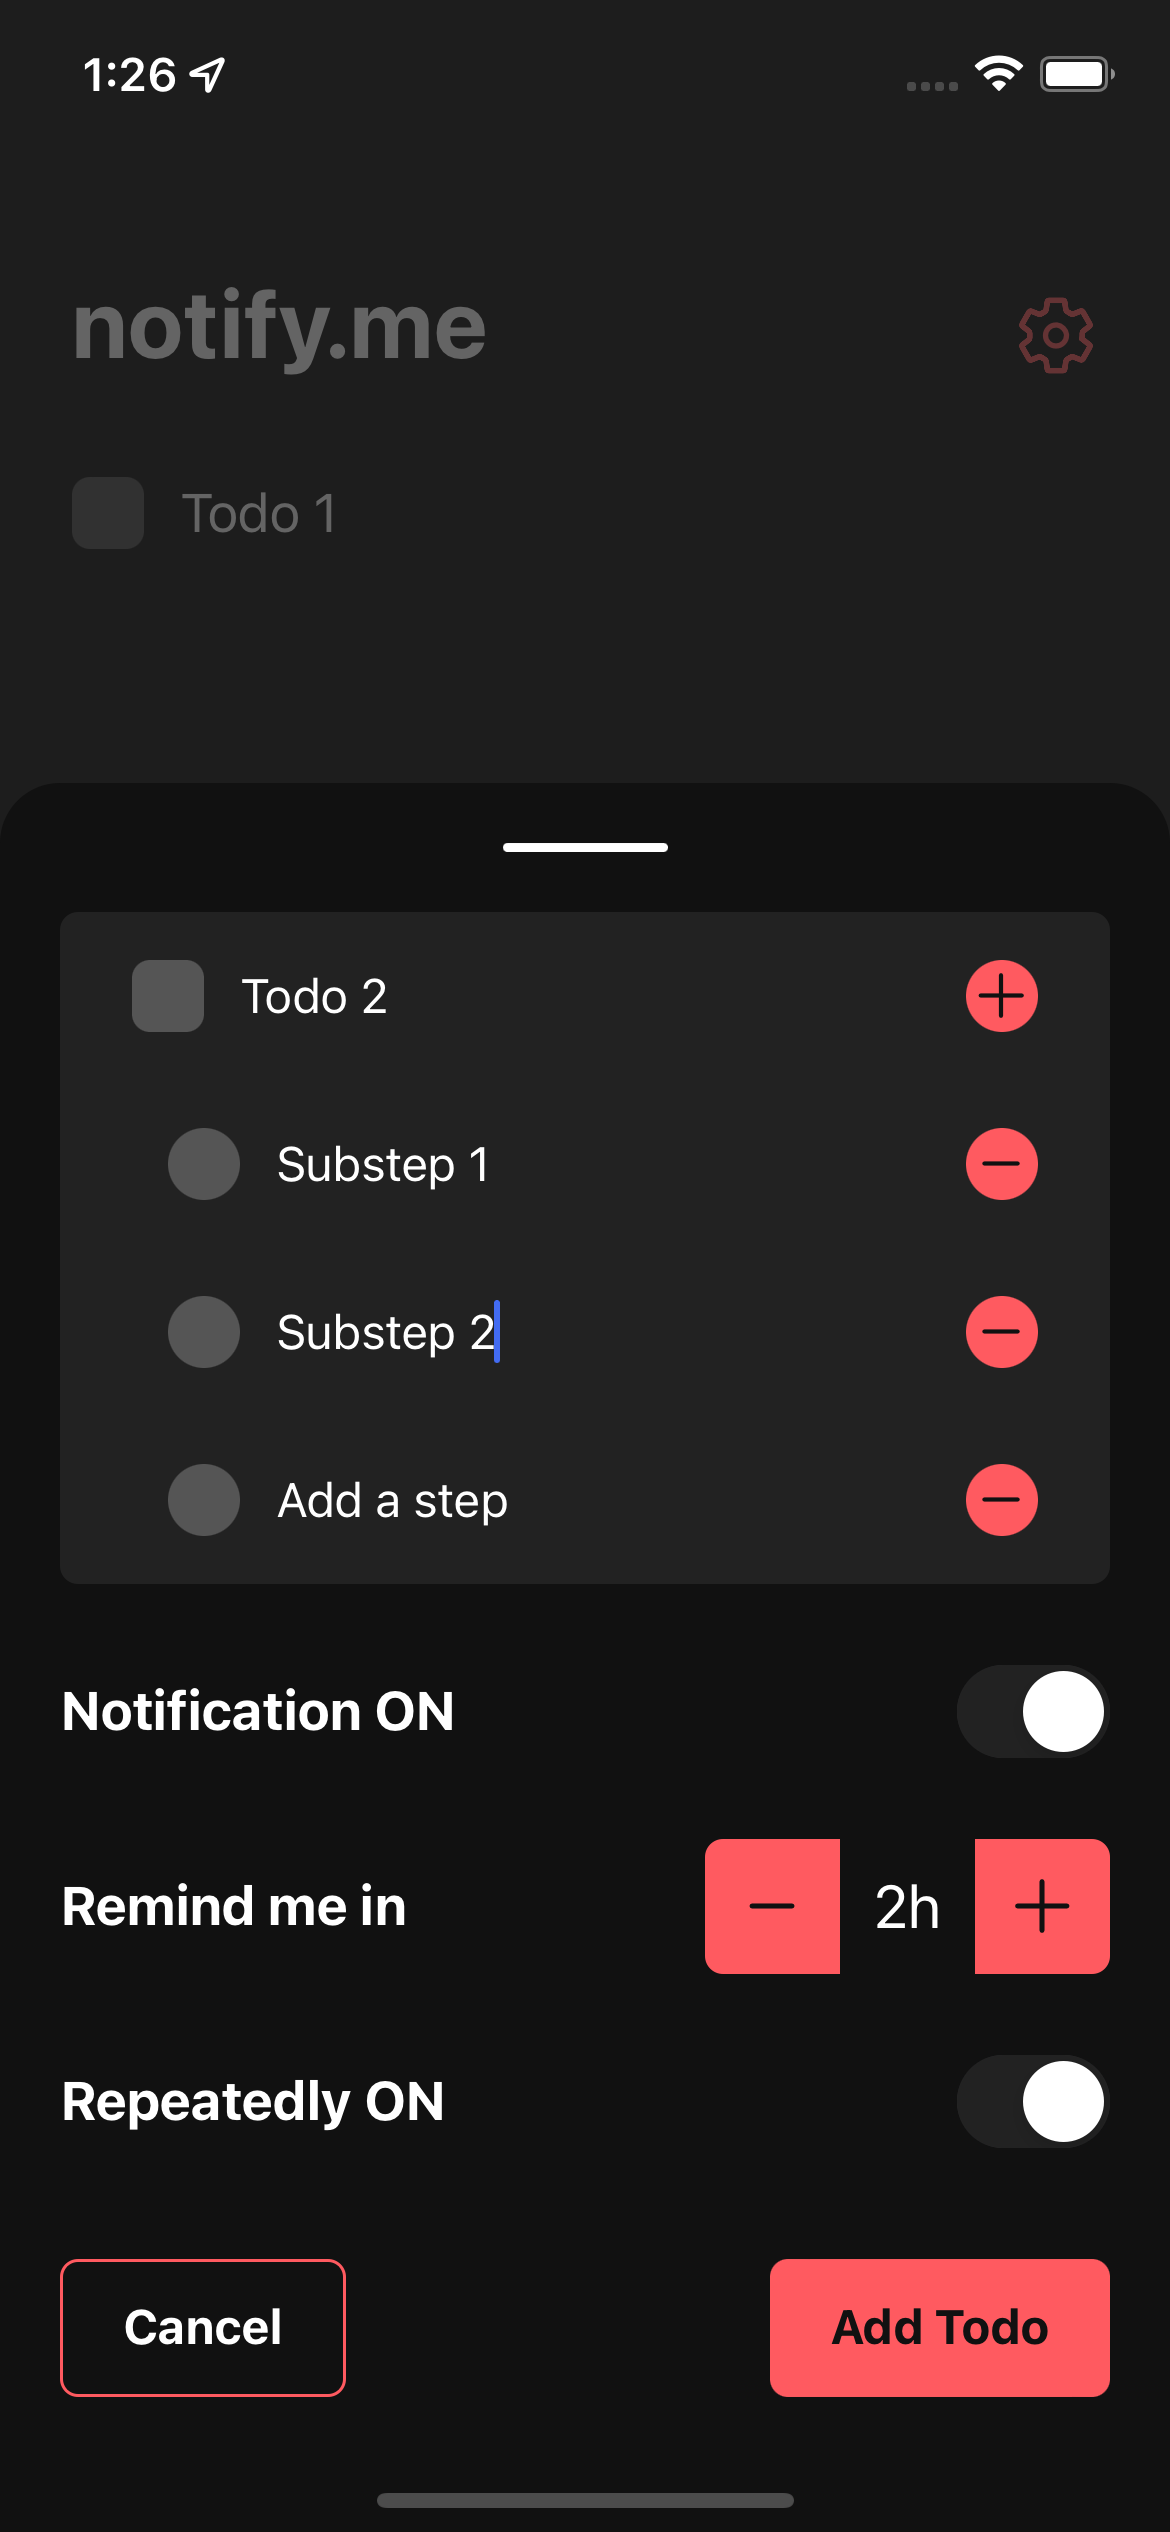 1:26
notify.me
Todo 1
Todo 2
Substep 1
Substep 2
Add a step
Notification ON
Remind me in
2h
Repeatedly ON
Cancel
Add Todo